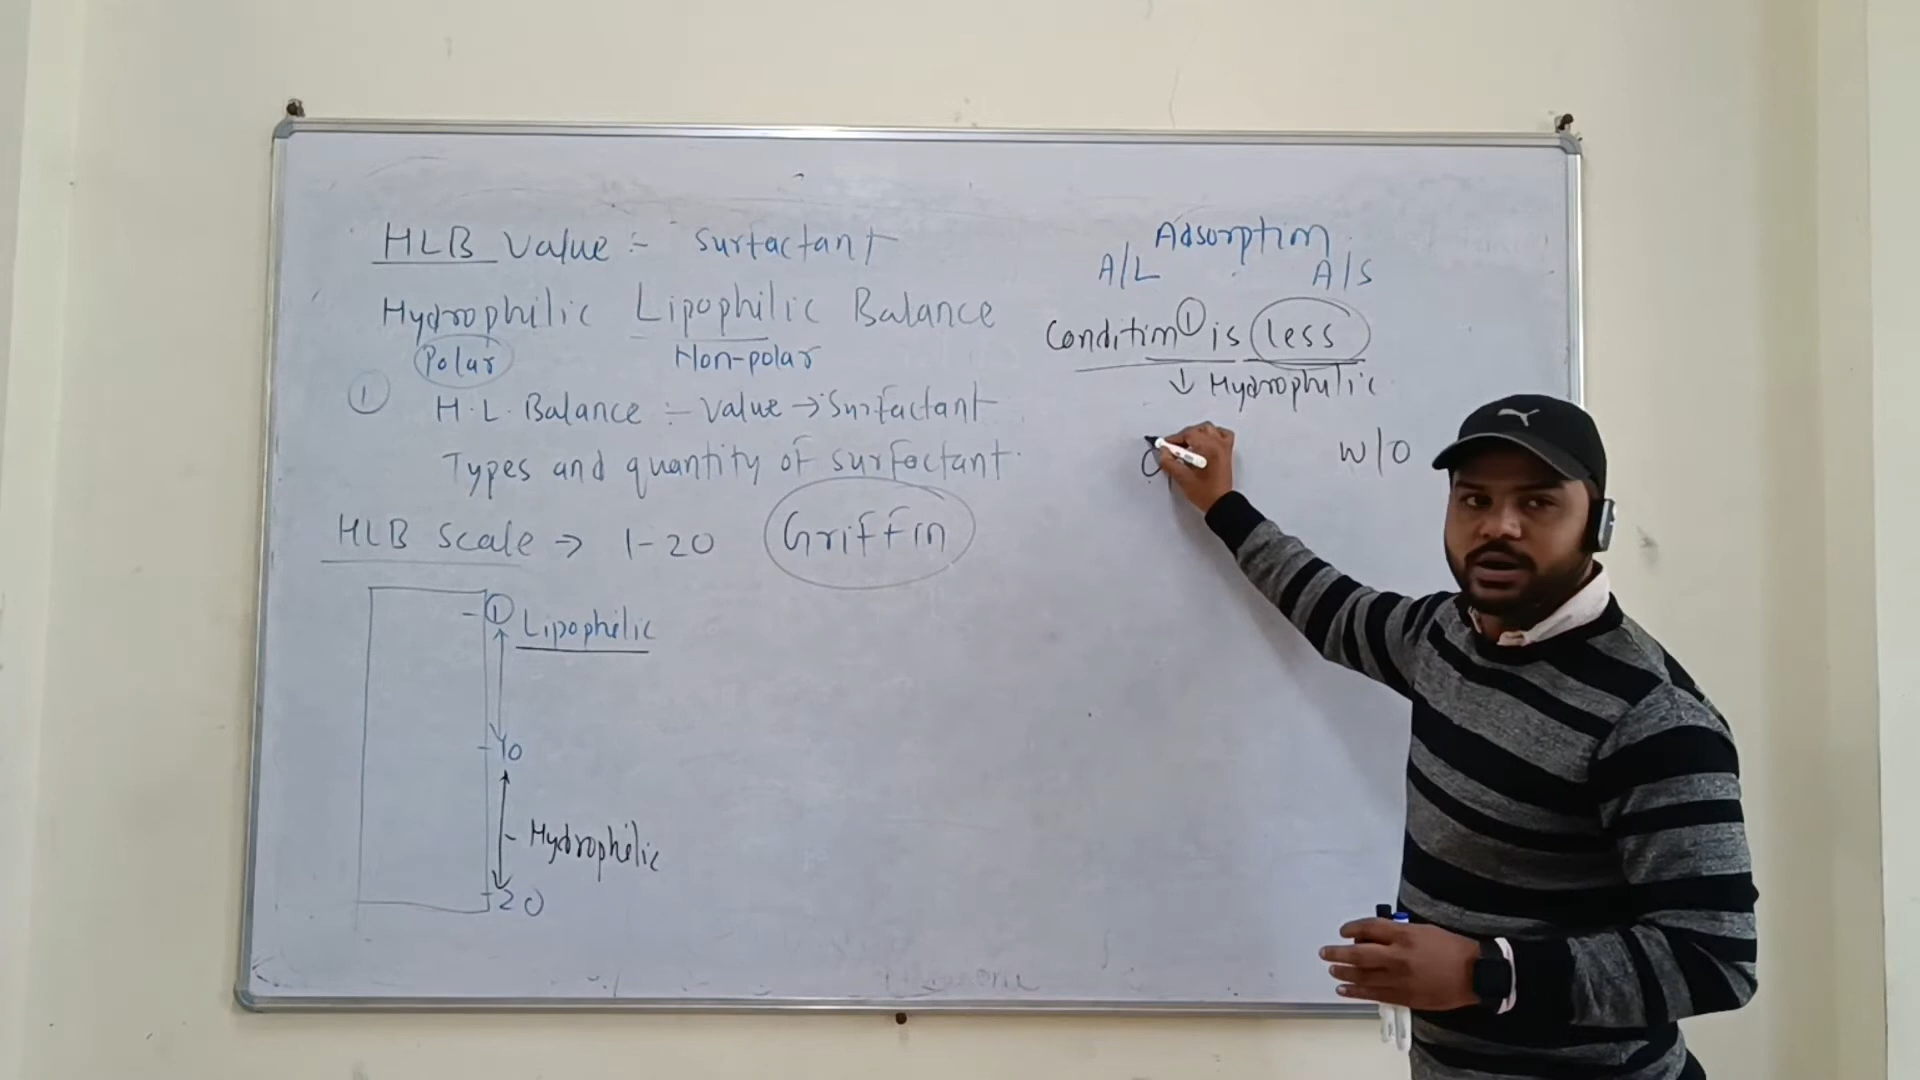 HLB Value :- Surfactant
Hydrophilic Lipophilic Balance
Polar Non-polar
① H.L. Balance :- Value → Surfactant
Types and quantity of surfactant.
HLB Scale → 1-20 Griffin
① Lipophilic
10
Hydrophilic
20
Adsorption
A/L A/S
Condition ① is less
↓ Hydrophilic
w/o